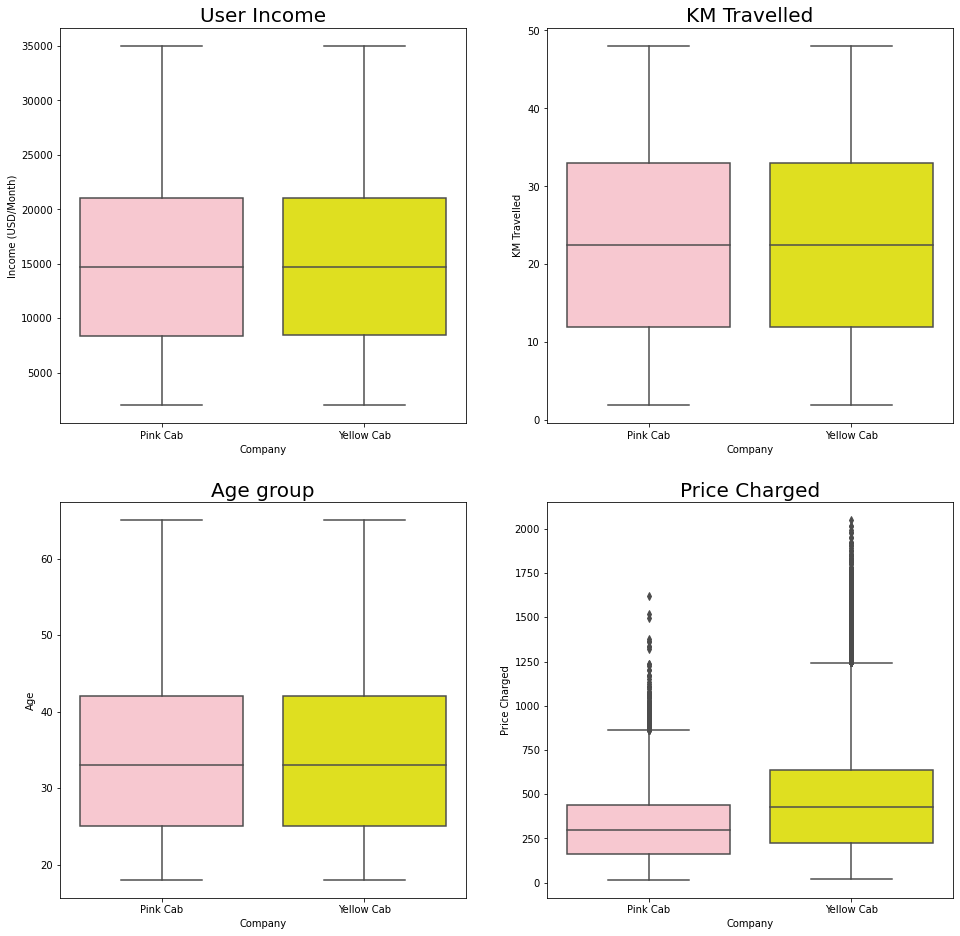 User Income
KM Travelled
35000
30000
25000
20000
15000
10000
5000
Income (USD/Month)
Pink Cab
Yellow Cab
Company
50
40
30
20
10
0
KM Travelled
Pink Cab
Yellow Cab
Company
Age group
Price Charged
60
50
40
30
20
Age
Pink Cab
Yellow Cab
Company
2000
1750
1500
1250
1000
750
500
250
0
Price Charged
Pink Cab
Yellow Cab
Company